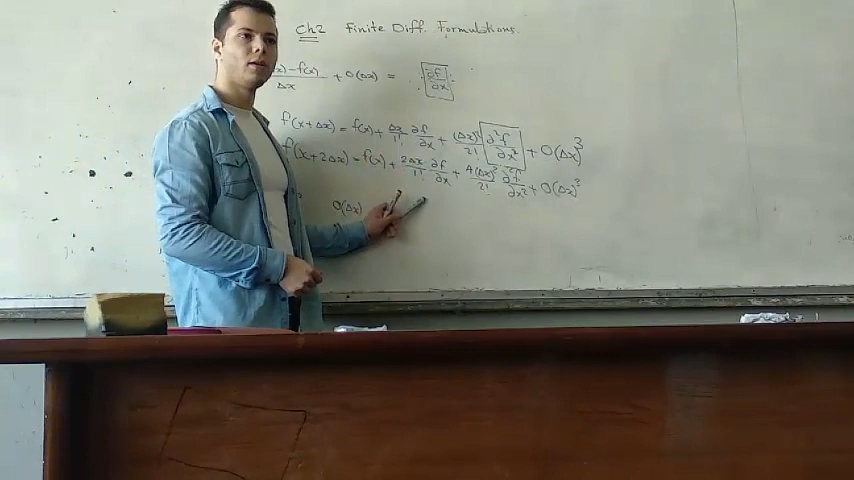 Ch2 Finite Diff. Formulations.
x) - f(x) / Δx + O(Δx) = ∂f/∂x
f(x+Δx) = f(x) + Δx/1! ∂f/∂x + (Δx)²/2! ∂²f/∂x² + O(Δx)³
f(x+2Δx) = f(x) + 2Δx/1! ∂f/∂x + 4(Δx)²/2! ∂²f/∂x² + O(Δx)³
O(Δx)